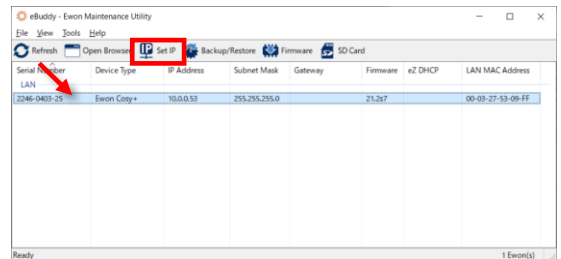 eBuddy - Ewon Maintenance Utility
File View Tools Help
Refresh Open Browser Set IP Backup/Restore Firmware SD Card
Serial Number Device Type IP Address Subnet Mask Gateway Firmware eZ DHCP LAN MAC Address
LAN
2246-0403-25 Ewon Cosy+ 10.0.0.53 255.255.255.0 21.2s7 00-03-27-53-09-FF
Ready 1 Ewon(s)